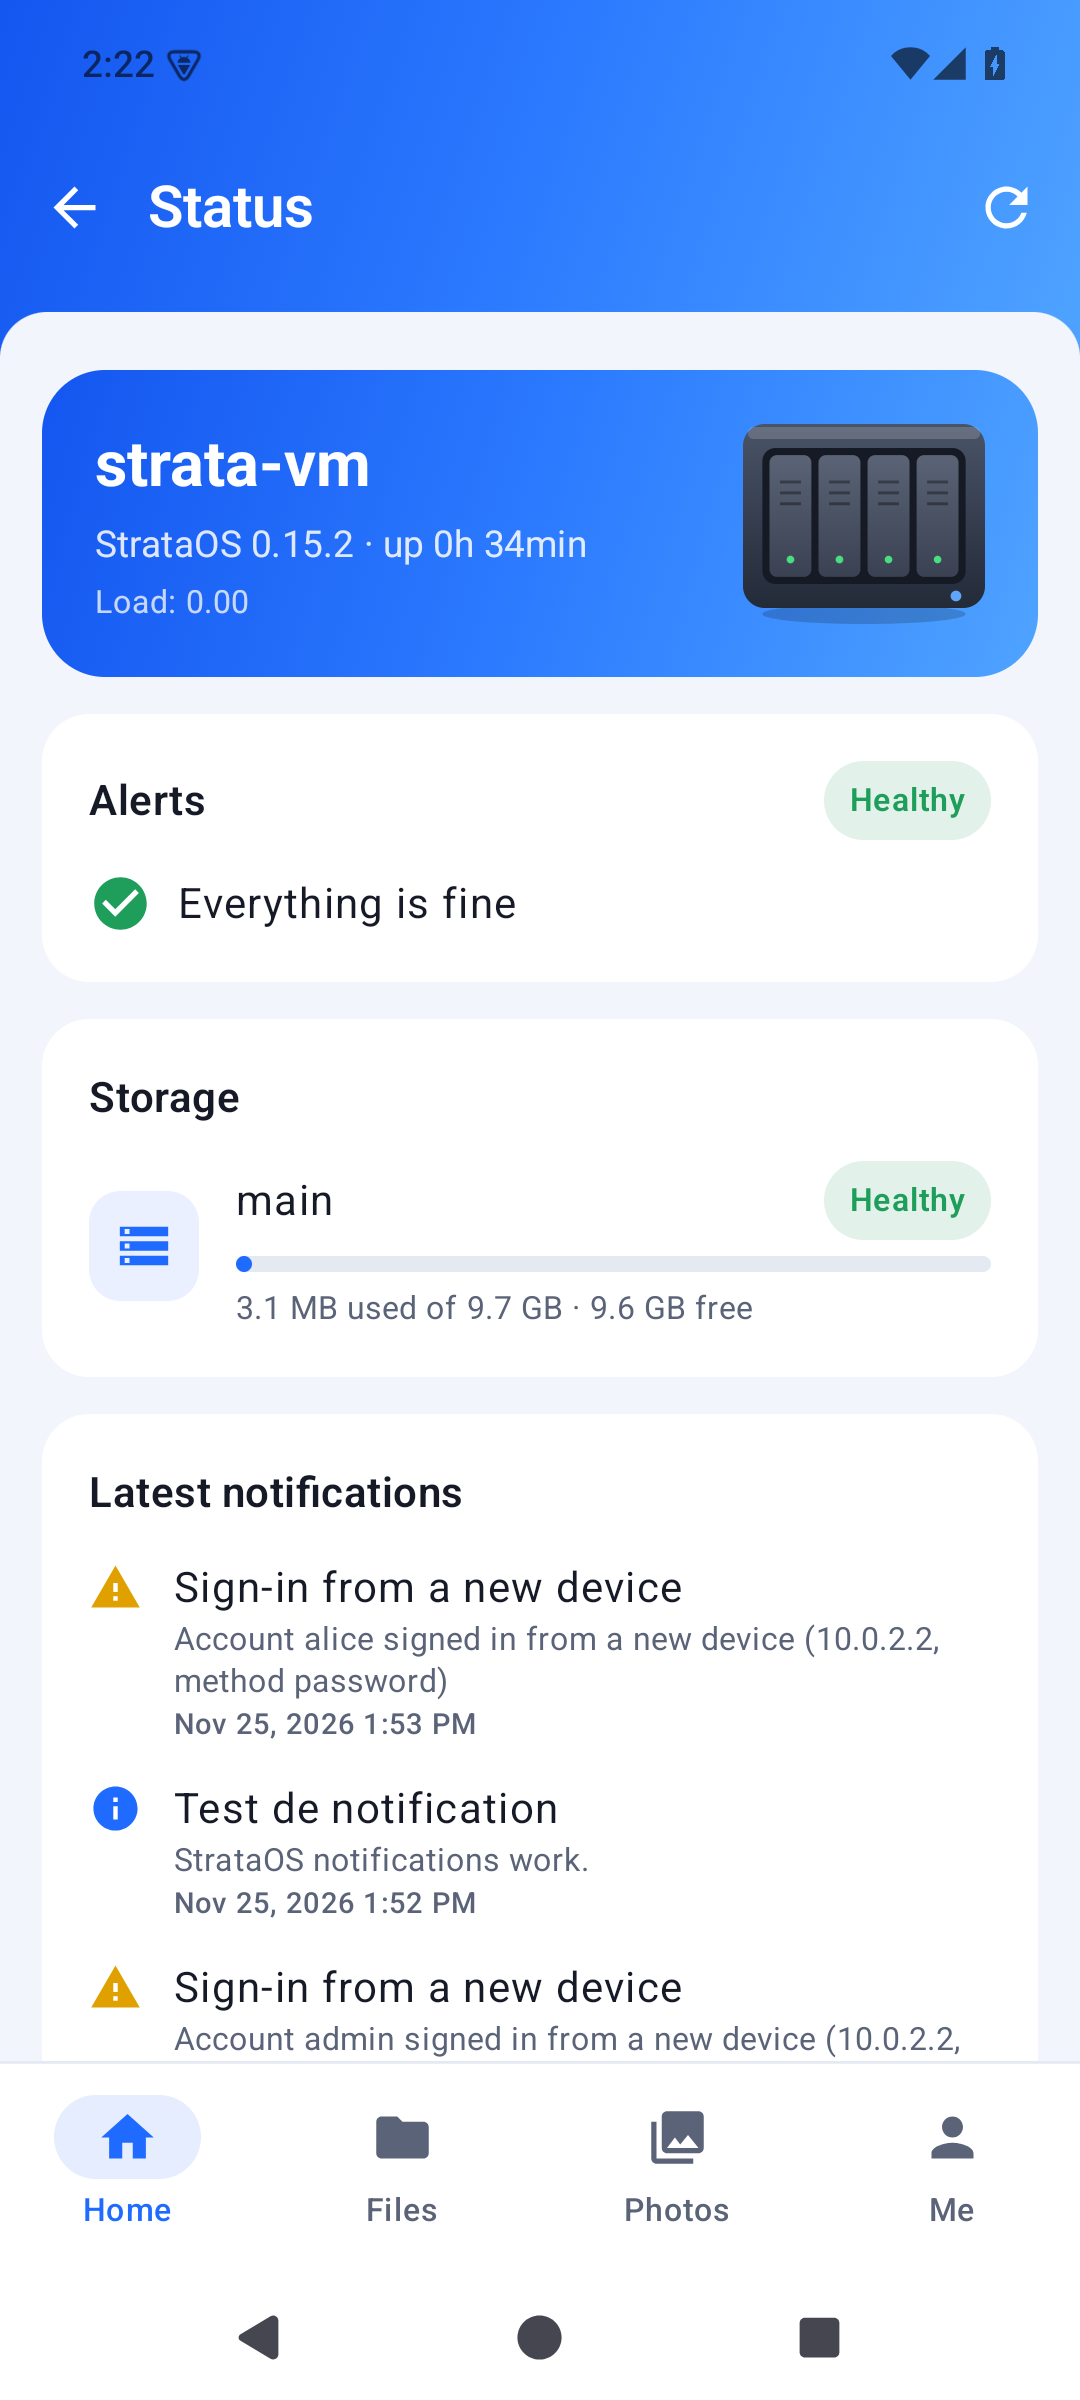 2:22
Status
strata-vm
StrataOS 0.15.2 · up 0h 34min
Load: 0.00
Alerts
Healthy
Everything is fine
Storage
main
Healthy
3.1 MB used of 9.7 GB · 9.6 GB free
Latest notifications
Sign-in from a new device
Account alice signed in from a new device (10.0.2.2,
method password)
Nov 25, 2026 1:53 PM
Test de notification
StrataOS notifications work.
Nov 25, 2026 1:52 PM
Sign-in from a new device
Account admin signed in from a new device (10.0.2.2,
Home
Files
Photos
Me